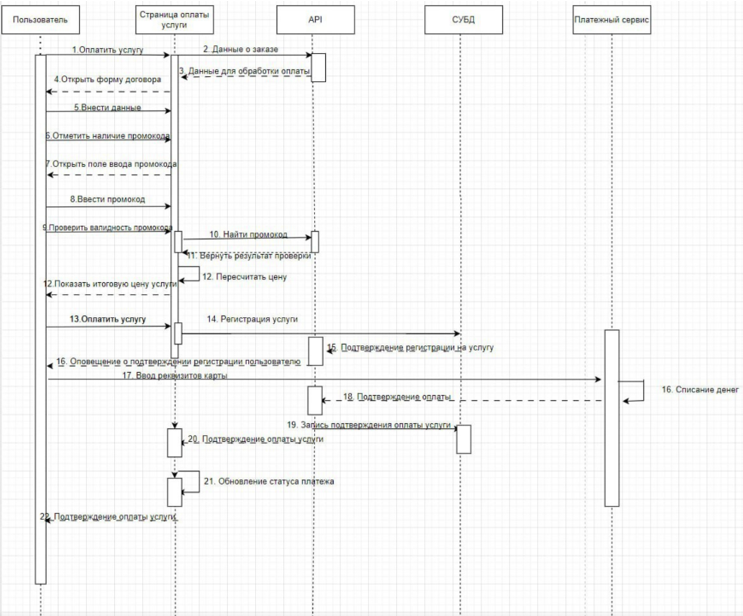 Пользователь
Страница оплаты
услуги
API
СУБД
Платежный сервис
1.Оплатить услугу
2. Данные о заказе
3. Данные для обработки оплаты
4.Открыть форму договора
5.Внести данные
6.Отметить наличие промокода
7.Открыть поле ввода промокода
8.Ввести промокод
9.Проверить валидность промокода
10. Найти промокод
11. Вернуть результат проверки
12. Пересчитать цену
12.Показать итоговую цену услуги
13.Оплатить услугу
14. Регистрация услуги
15. Подтверждение регистрации на услугу
16. Оповещение о подтверждении регистрации пользователю
17. Ввод реквизитов карты
16. Списание денег
18. Подтверждение оплаты
19. Запись подтверждения оплаты услуги
20. Подтверждение оплаты услуги
21. Обновление статуса платежа
22. Подтверждение оплаты услуги